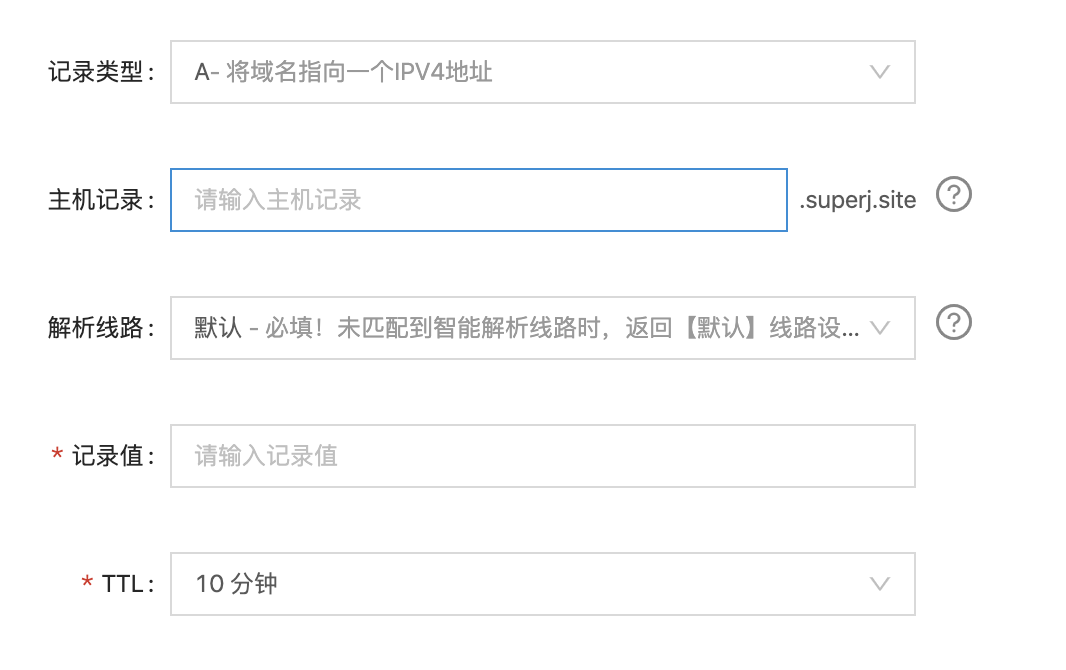 记录类型： A- 将域名指向一个IPV4地址
主机记录： 请输入主机记录 .superj.site ?
解析线路： 默认 - 必填！未匹配到智能解析线路时，返回【默认】线路设... ?
* 记录值： 请输入记录值
* TTL： 10 分钟